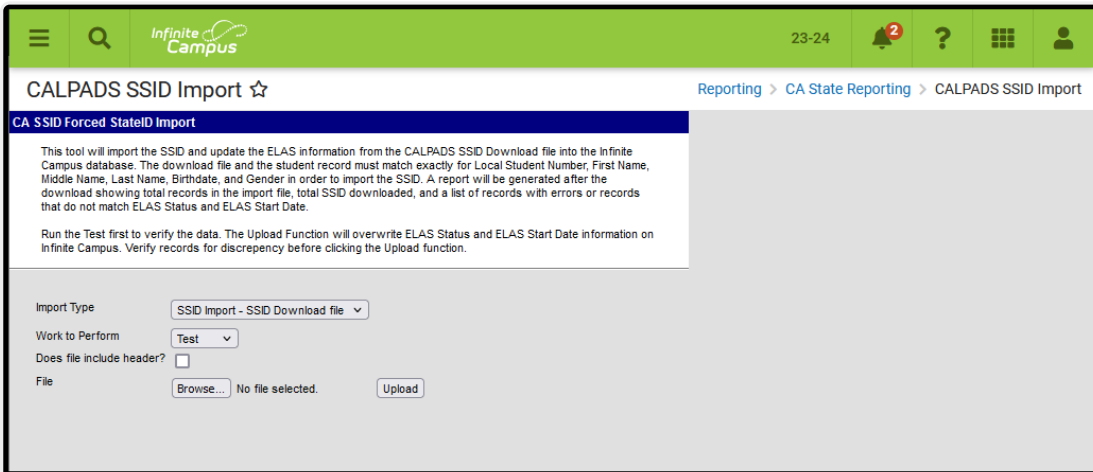 Infinite Campus
23-24
2
?
CALPADS SSID Import
Reporting > CA State Reporting > CALPADS SSID Import
CA SSID Forced StateID Import
This tool will import the SSID and update the ELAS information from the CALPADS SSID Download file into the Infinite
Campus database. The download file and the student record must match exactly for Local Student Number, First Name,
Middle Name, Last Name, Birthdate, and Gender in order to import the SSID. A report will be generated after the
download showing total records in the import file, total SSID downloaded, and a list of records with errors or records
that do not match ELAS Status and ELAS Start Date.
Run the Test first to verify the data. The Upload Function will overwrite ELAS Status and ELAS Start Date information on
Infinite Campus. Verify records for discrepency before clicking the Upload function.
Import Type SSID Import - SSID Download file
Work to Perform Test
Does file include header?
File Browse... No file selected. Upload